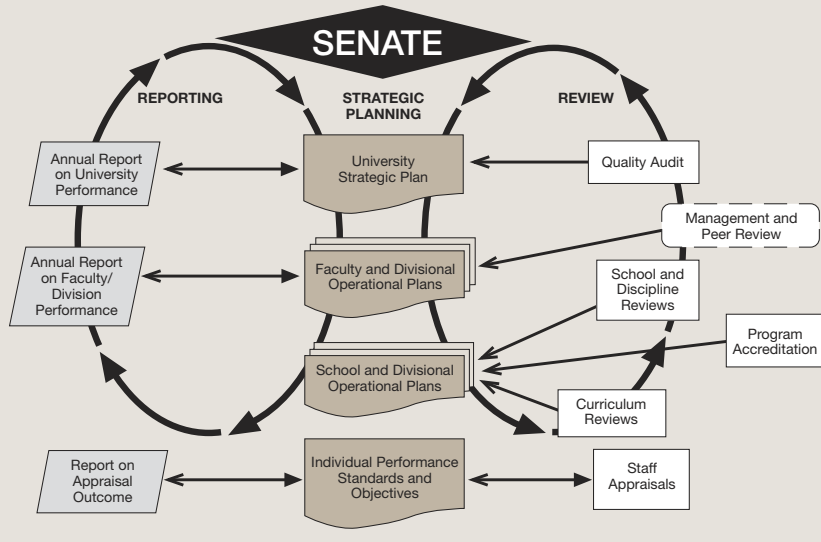 SENATE
REPORTING
STRATEGIC
PLANNING
REVIEW
Annual Report
on University
Performance
University
Strategic Plan
Quality Audit
Management and
Peer Review
Annual Report
on Faculty/
Division
Performance
Faculty and Divisional
Operational Plans
School and
Discipline
Reviews
Program
Accreditation
School and Divisional
Operational Plans
Curriculum
Reviews
Report on
Appraisal
Outcome
Individual Performance
Standards and
Objectives
Staff
Appraisals